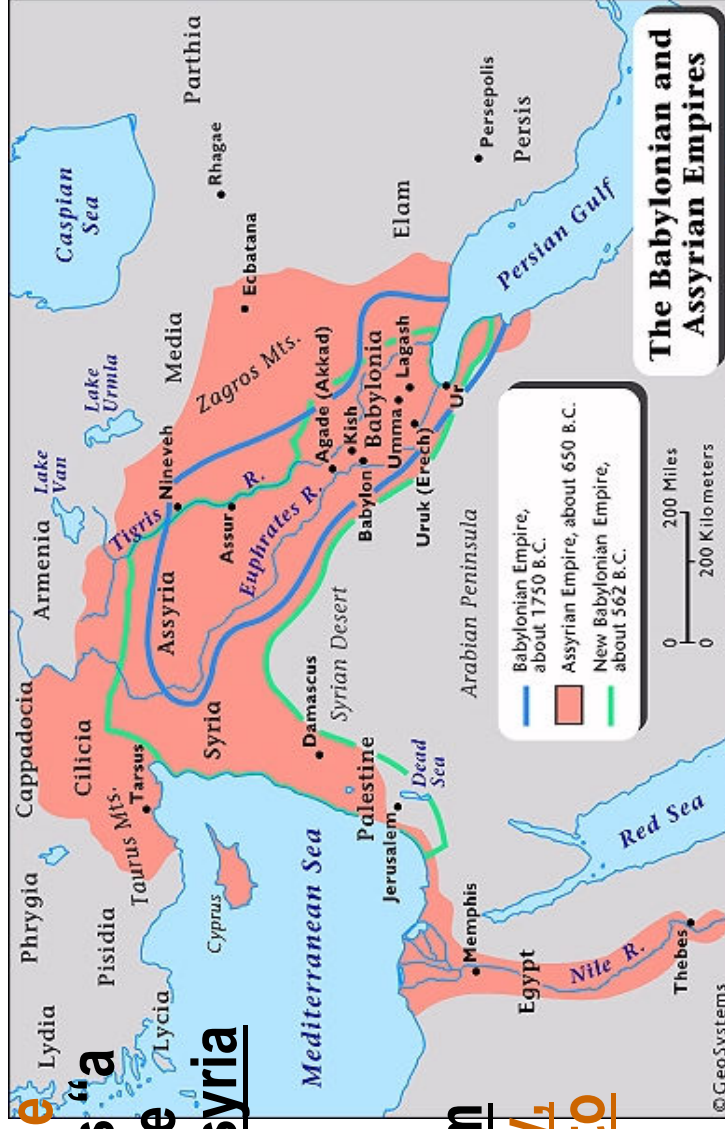 Lydia
Phrygia
Cappadocia
Armenia
Lake
Van
Lake
Urmla
Caspian
Sea
Parthia
Pisidia
Taurus Mts.
Cilicia
Tarsus
Lycia
Tigris
R.
Nineveh
Media
Rhagae
Assyria
Assur
Zagros Mts.
Ecbatana
Cyprus
Syria
Euphrates R.
Agade (Akkad)
Kish
Babylonia
Lagash
Elam
Mediterranean Sea
Damascus
Syrian Desert
Babylon
Umma
Uruk (Erech)
Ur
Persepolis
Persis
Palestine
Jerusalem
Dead
Sea
Arabian Peninsula
Persian Gulf
Memphis
Egypt
Nile R.
Thebes
Red Sea
Babylonian Empire,
about 1750 B.C.
Assyrian Empire, about 650 B.C.
New Babylonian Empire,
about 562 B.C.
0 200 Miles
0 200 Kilometers
The Babylonian and
Assyrian Empires
© GeoSystems
“a